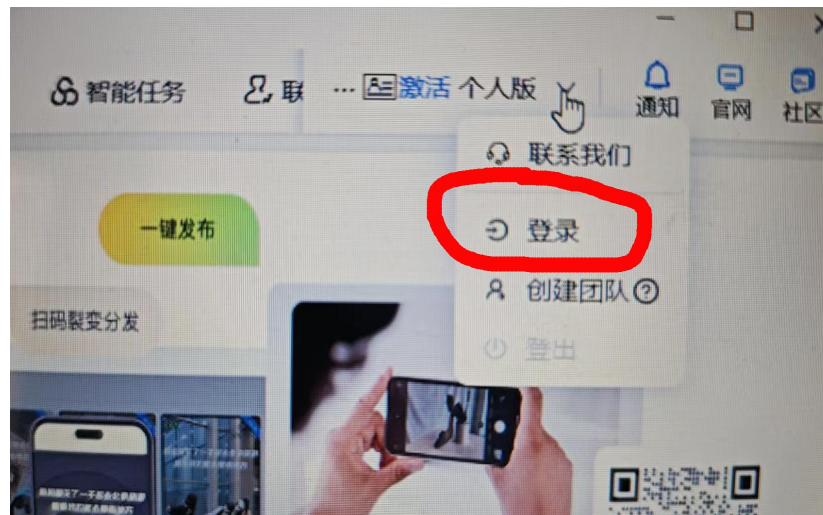 智能任务
联
… 激活 个人版
通知
官网
社区
联系我们
登录
创建团队?
登出
一键发布
扫码裂变分发